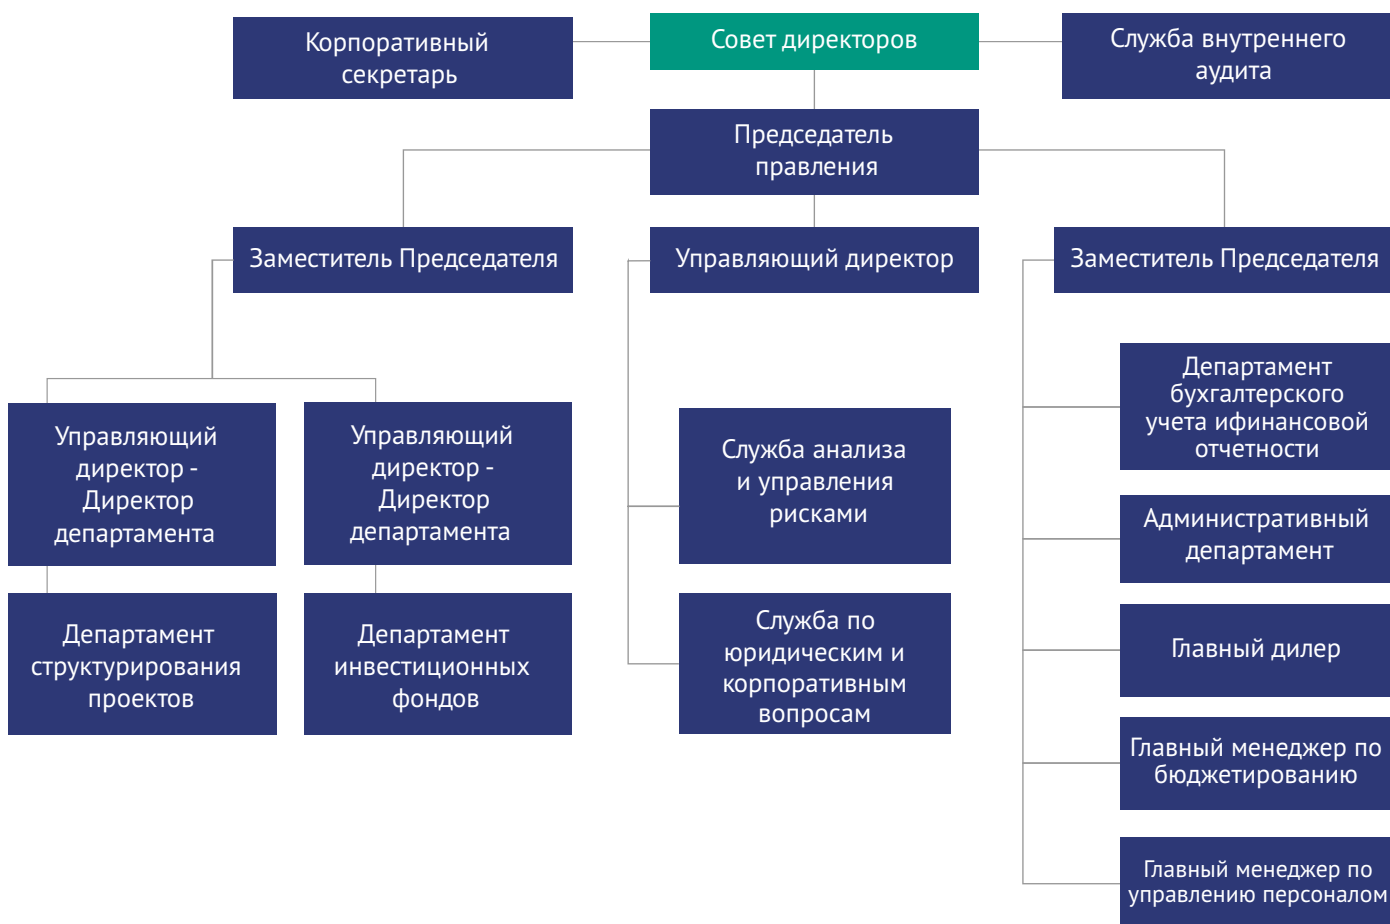 Корпоративный
секретарь
Совет директоров
Служба внутреннего
аудита
Председатель
правления
Заместитель Председателя
Управляющий директор
Заместитель Председателя
Управляющий
директор -
Директор
департамента
Управляющий
директор -
Директор
департамента
Департамент
структурирования
проектов
Департамент
инвестиционных
фондов
Служба анализа
и управления
рисками
Служба по
юридическим и
корпоративным
вопросам
Департамент
бухгалтерского
учета ифинансовой
отчетности
Административный
департамент
Главный дилер
Главный менеджер по
бюджетированию
Главный менеджер по
управлению персоналом